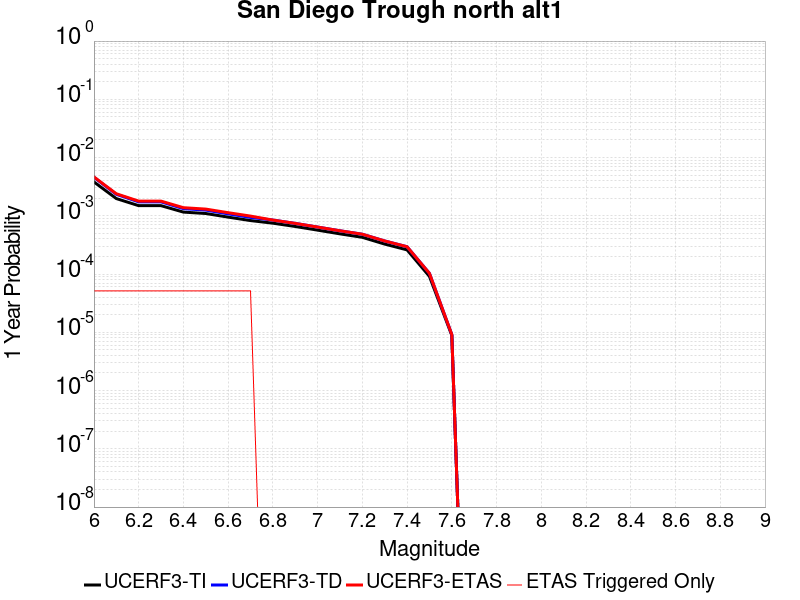 San Diego Trough north alt1
10^0
10^-1
10^-2
10^-3
10^-4
10^-5
10^-6
10^-7
10^-8
1 Year Probability
6 6.2 6.4 6.6 6.8 7 7.2 7.4 7.6 7.8 8 8.2 8.4 8.6 8.8 9
Magnitude
UCERF3-TI UCERF3-TD UCERF3-ETAS ETAS Triggered Only